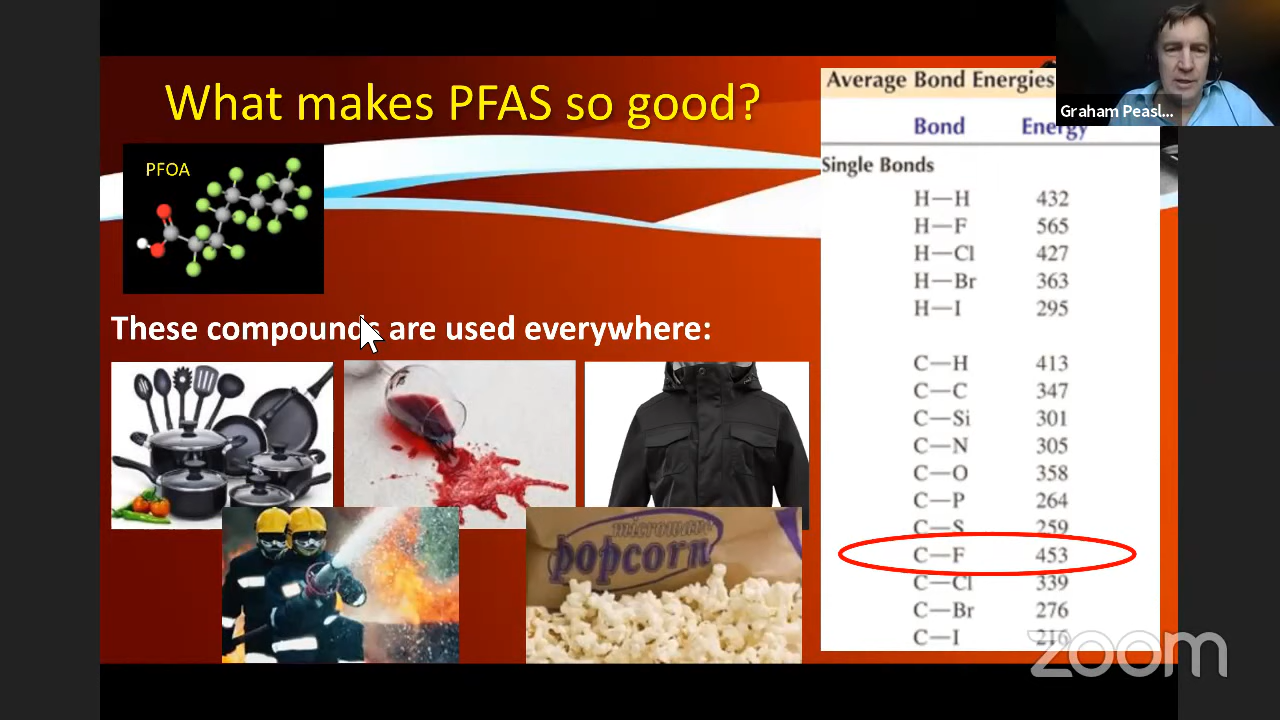 What makes PFAS so good?
PFOA
These compounds are used everywhere:
microwave
popcorn
Average Bond Energies
Bond Energy
Single Bonds
H—H 432
H—F 565
H—Cl 427
H—Br 363
H—I 295
C—H 413
C—C 347
C—Si 301
C—N 305
C—O 358
C—P 264
C—S 259
C—F 453
C—Cl 339
C—Br 276
C—I 216
Graham Peasl...
zoom